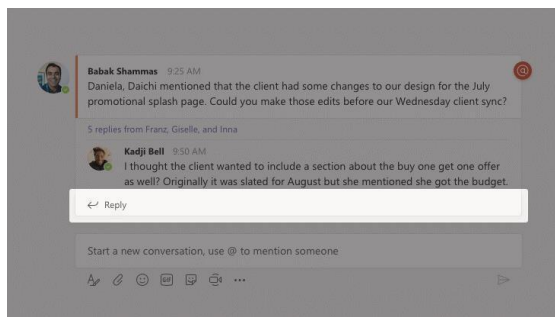 Babak Shammas 9:25 AM
Daniela, Daichi mentioned that the client had some changes to our design for the July
promotional splash page. Could you make those edits before our Wednesday client sync?
5 replies from Franz, Giselle, and Inna
Kadji Bell 9:50 AM
I thought the client wanted to include a section about the buy one get one offer
as well? Originally it was slated for August but she mentioned she got the budget.
Reply
Start a new conversation, use @ to mention someone
GIF